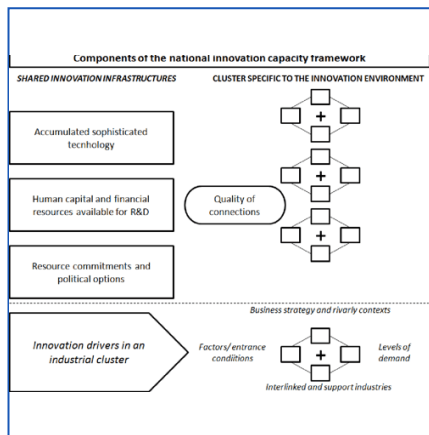 Components of the national innovation capacity framework
SHARED INNOVATION INFRASTRUCTURES
CLUSTER SPECIFIC TO THE INNOVATION ENVIRONMENT
Accumulated sophisticated
tecnhology
Human capital and financial
resources available for R&D
Quality of
connections
Resource commitments and
political options
+
+
+
Business strategy and rivarly contexts
Innovation drivers in an
industrial cluster
Factors/ entrance
conditions
+
Levels of
demand
Interlinked and support industries